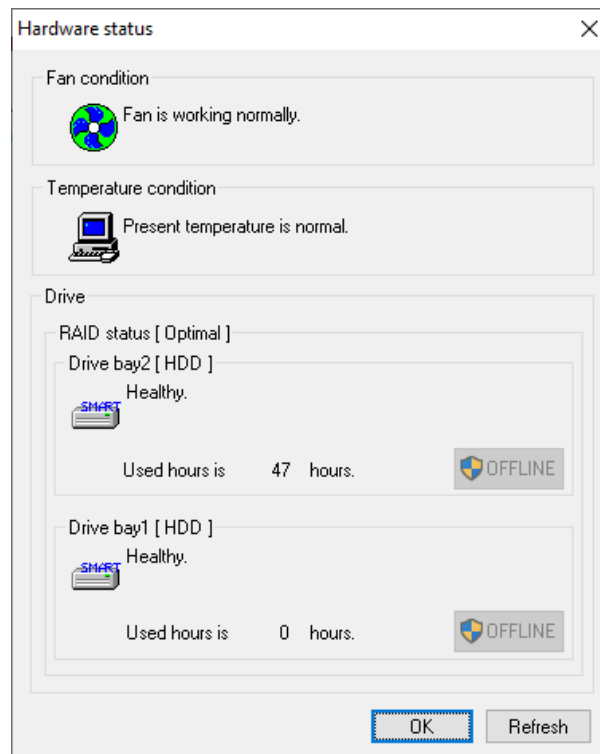 Hardware status
Fan condition
Fan is working normally.
Temperature condition
Present temperature is normal.
Drive
RAID status [ Optimal ]
Drive bay2 [ HDD ]
SMART
Healthy.
Used hours is 47 hours.
OFFLINE
Drive bay1 [ HDD ]
SMART
Healthy.
Used hours is 0 hours.
OFFLINE
OK Refresh